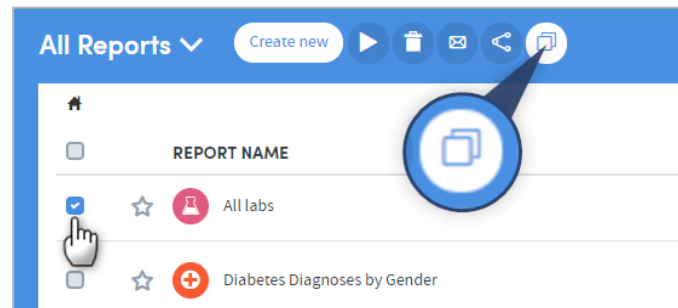 All Reports Create new
REPORT NAME
All labs
Diabetes Diagnoses by Gender